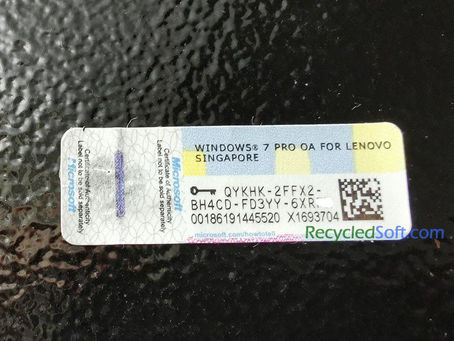 WINDOWS® 7 PRO OA FOR LENOVO
SINGAPORE
QYKHK-2FFX2-
BH4CD-FD3YY-6XR
00186191445520 X1693704
microsoft.com/howtotell
Microsoft
Certificate of Authenticity
Label not to be sold separately
Microsoft
Certificate of Authenticity
Label not to be sold separately
RecycledSoft.com